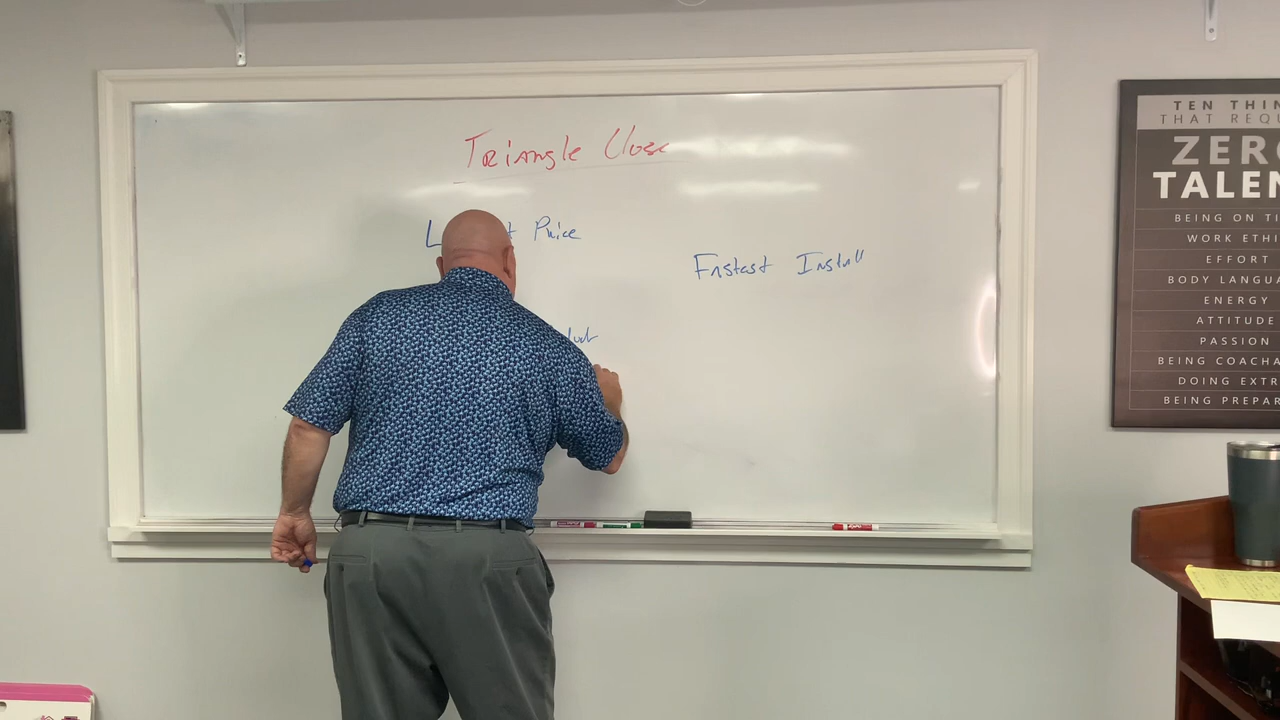 Triangle Close
Price
Fastest Install
TEN THIN
THAT REQU
ZERO
TALEN
BEING ON TI
WORK ETHI
EFFORT
BODY LANGUA
ENERGY
ATTITUDE
PASSION
BEING COACHA
DOING EXTR
BEING PREPAR